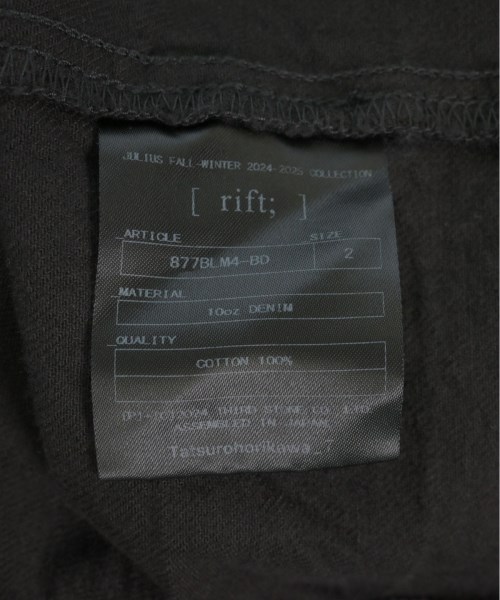 JULIUS FALL-WINTER 2024-2025 COLLECTION
[ rift; ]
ARTICLE SIZE
877BLM4-BD 2
MATERIAL
10oz DENIM
QUALITY
COTTON 100%
(P)-(C)2024 THIRD STONE CO. LTD.
ASSEMBLED IN JAPAN.
Tatsurohorikawa_7